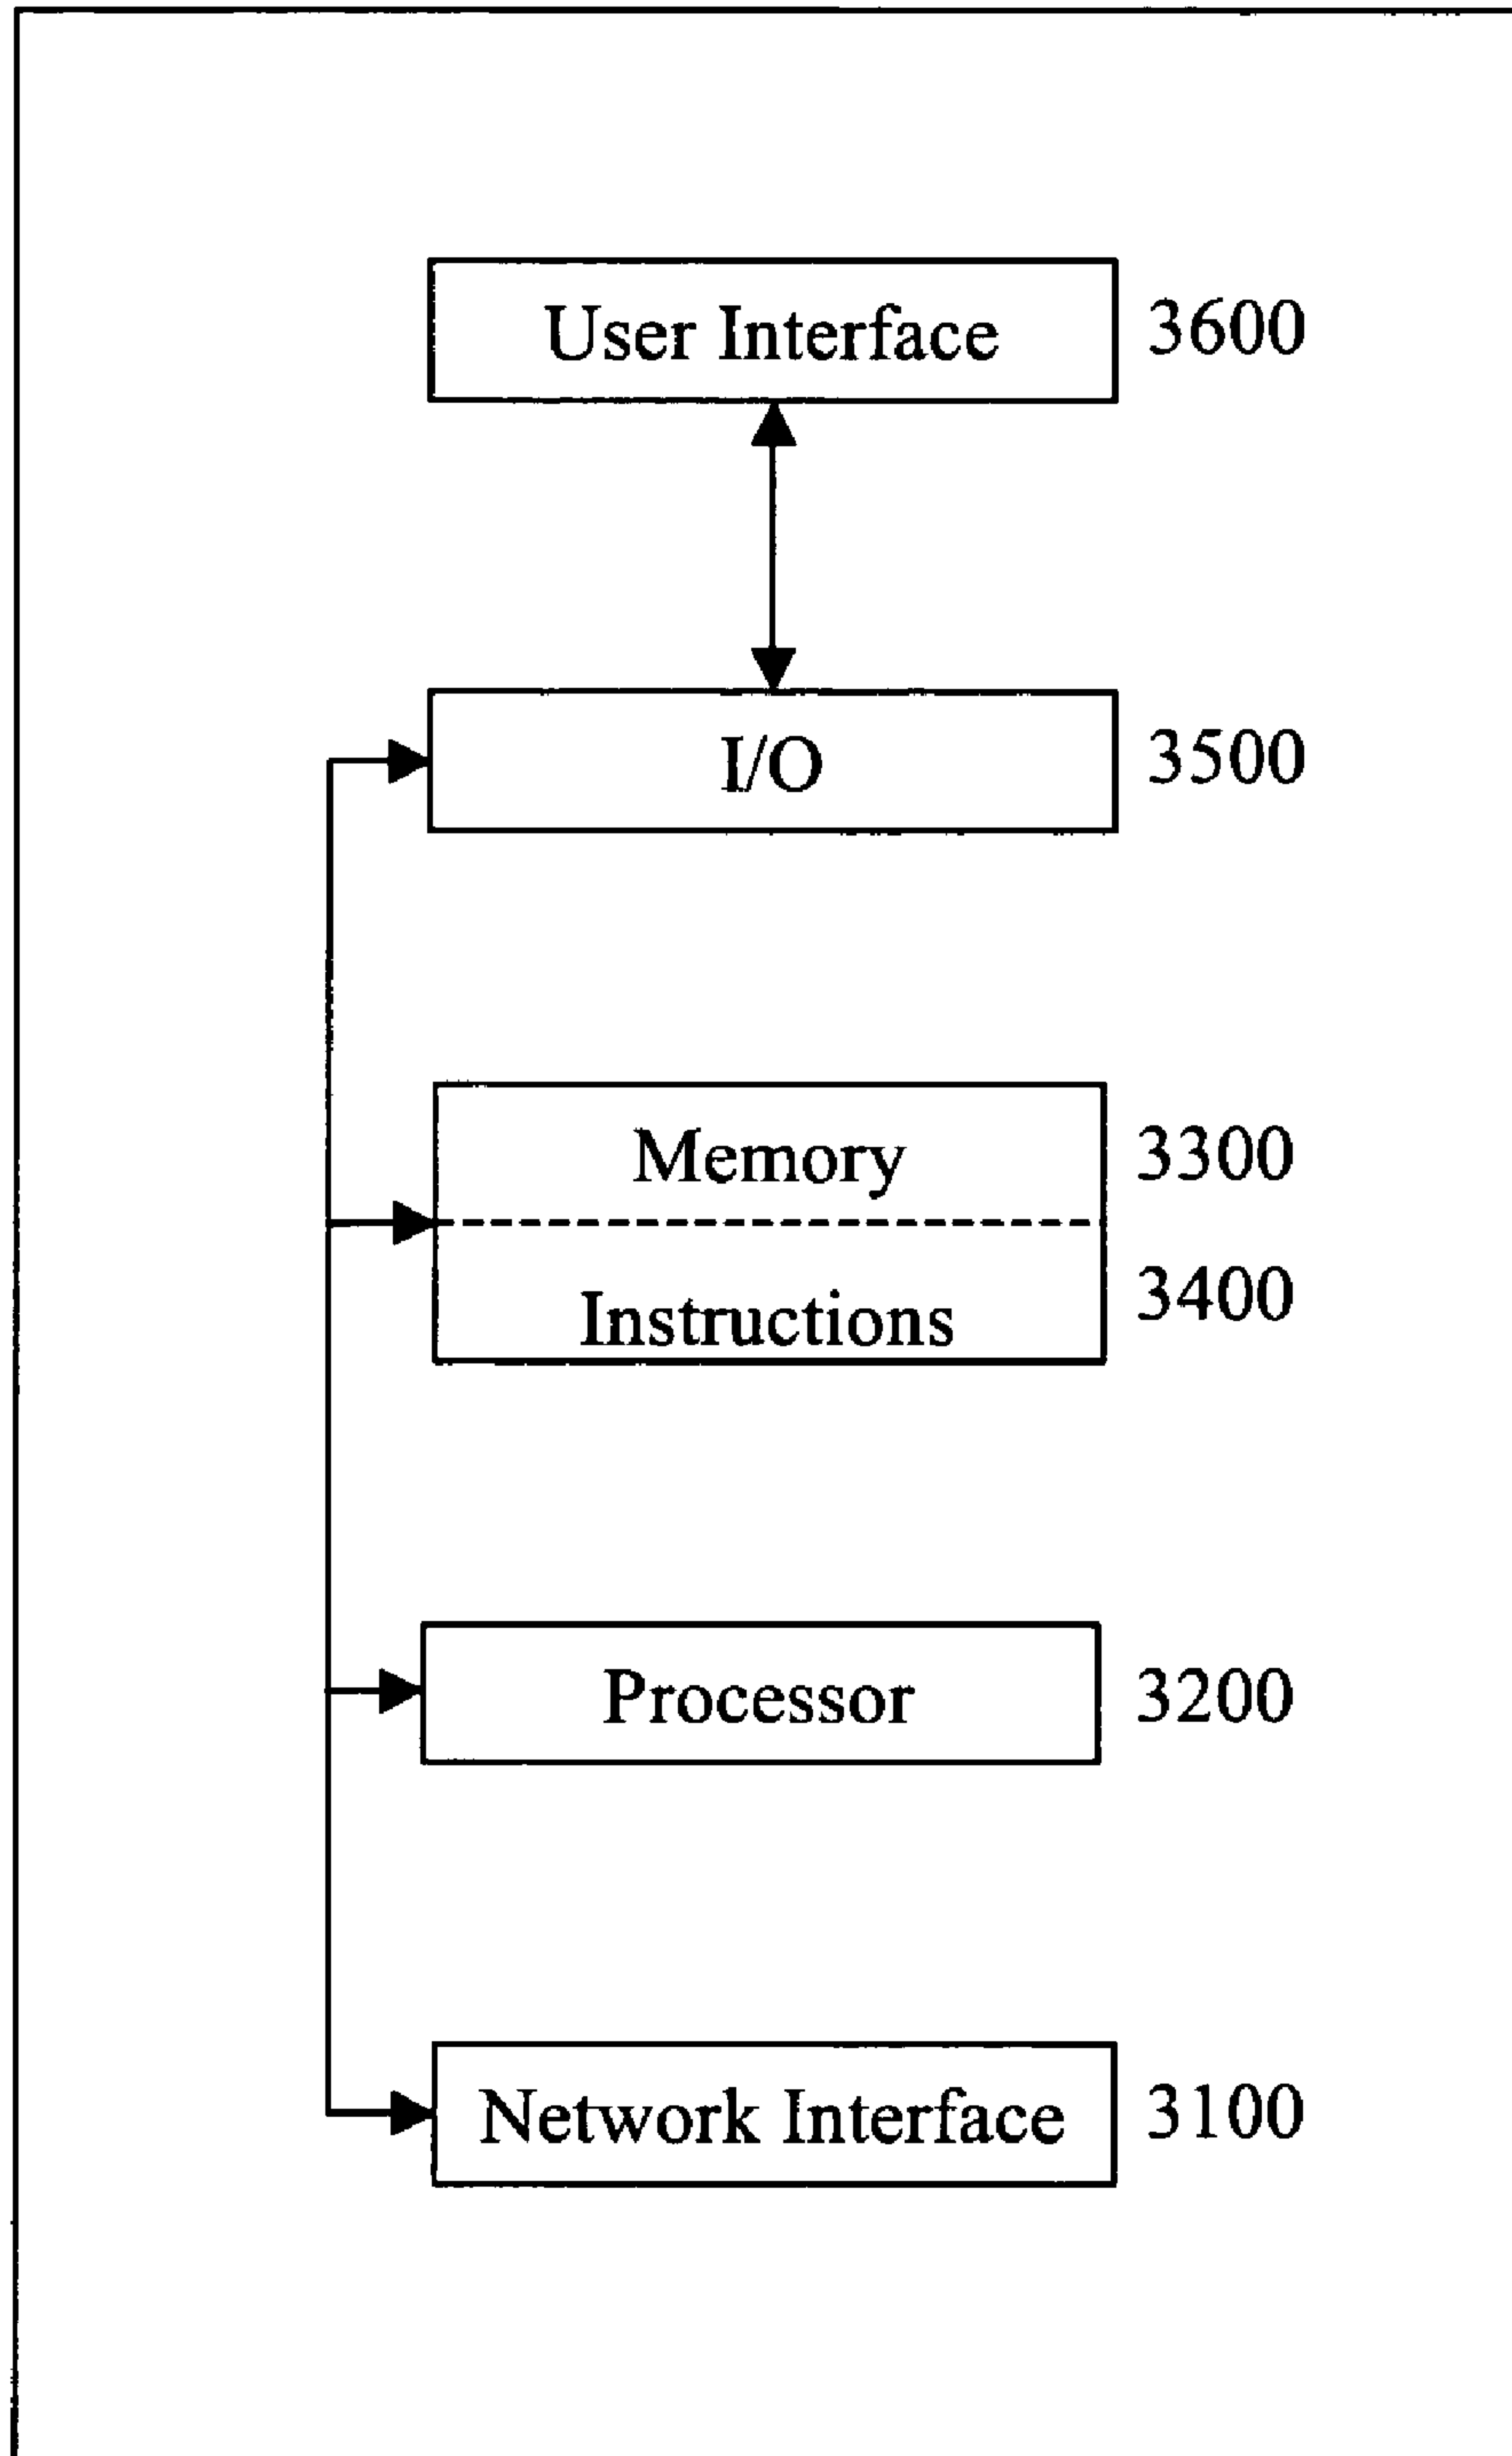 User Interface 3600
I/O 3500
Memory 3300
Instructions 3400
Processor 3200
Network Interface 3100